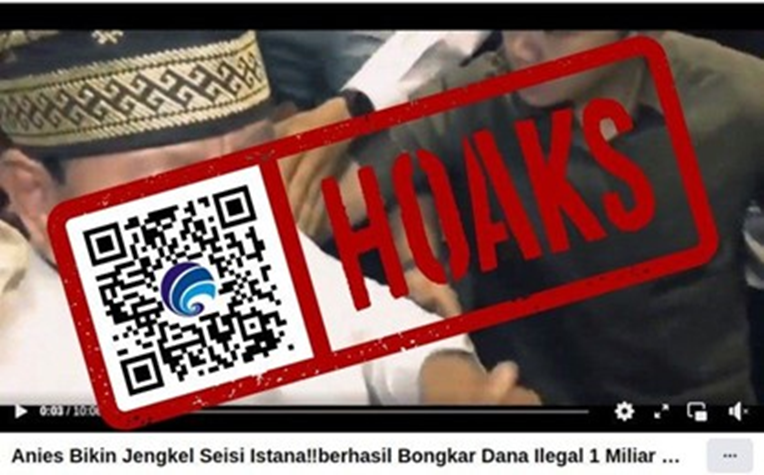 HOAKS
0:03 / 10:0
Anies Bikin Jengkel Seisi Istana!!berhasil Bongkar Dana Ilegal 1 Miliar ...